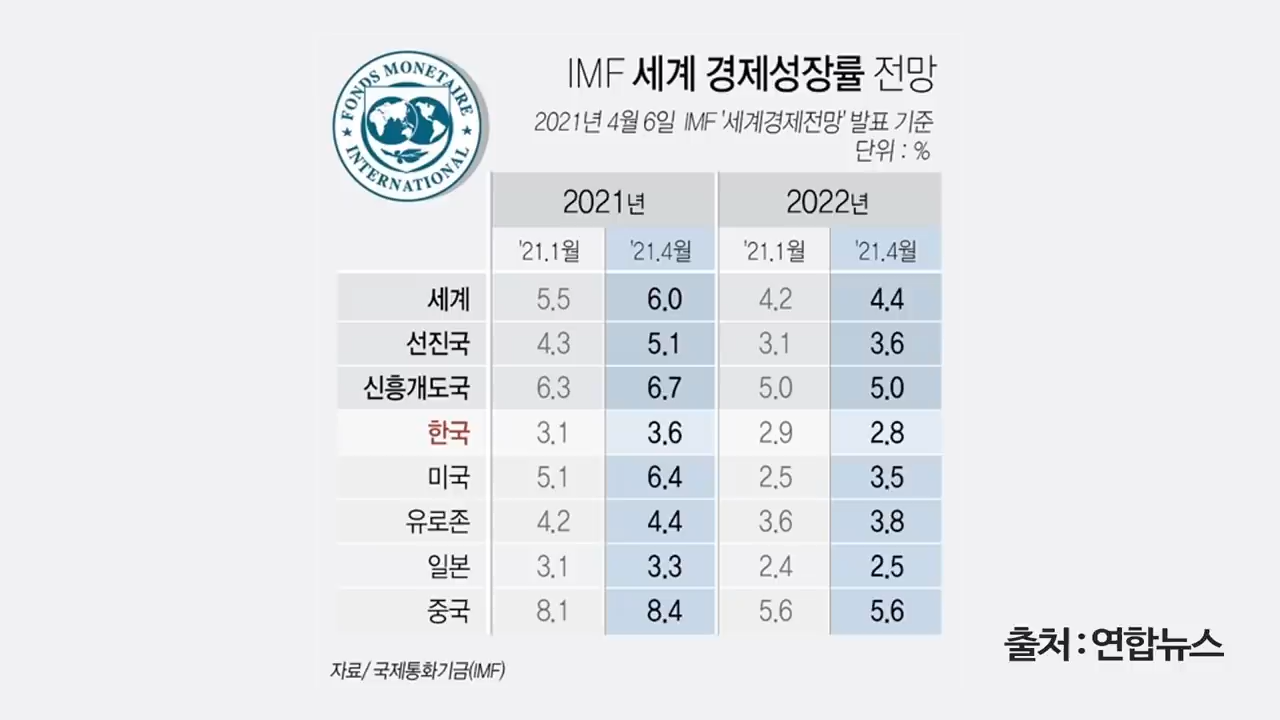 FONDS MONETAIRE
INTERNATIONAL
IMF 세계 경제성장률 전망
2021년 4월 6일 IMF '세계경제전망' 발표 기준
단위 : %
2021년 2022년
'21.1월 '21.4월 '21.1월 '21.4월
세계 5.5 6.0 4.2 4.4
선진국 4.3 5.1 3.1 3.6
신흥개도국 6.3 6.7 5.0 5.0
한국 3.1 3.6 2.9 2.8
미국 5.1 6.4 2.5 3.5
유로존 4.2 4.4 3.6 3.8
일본 3.1 3.3 2.4 2.5
중국 8.1 8.4 5.6 5.6
자료/ 국제통화기금(IMF)
출처 : 연합뉴스